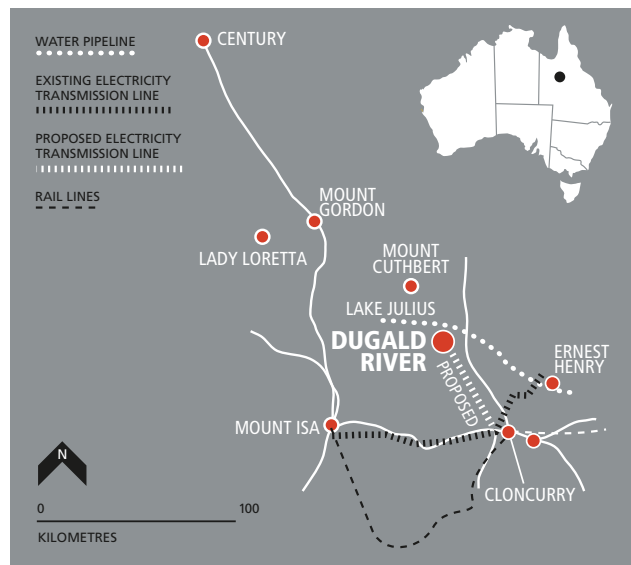 WATER PIPELINE
EXISTING ELECTRICITY
TRANSMISSION LINE
PROPOSED ELECTRICITY
TRANSMISSION LINE
RAIL LINES
CENTURY
MOUNT
GORDON
LADY LORETTA
MOUNT
CUTHBERT
LAKE JULIUS
DUGALD
RIVER
PROPOSED
ERNEST
HENRY
MOUNT ISA
CLONCURRY
N
0 100
KILOMETRES